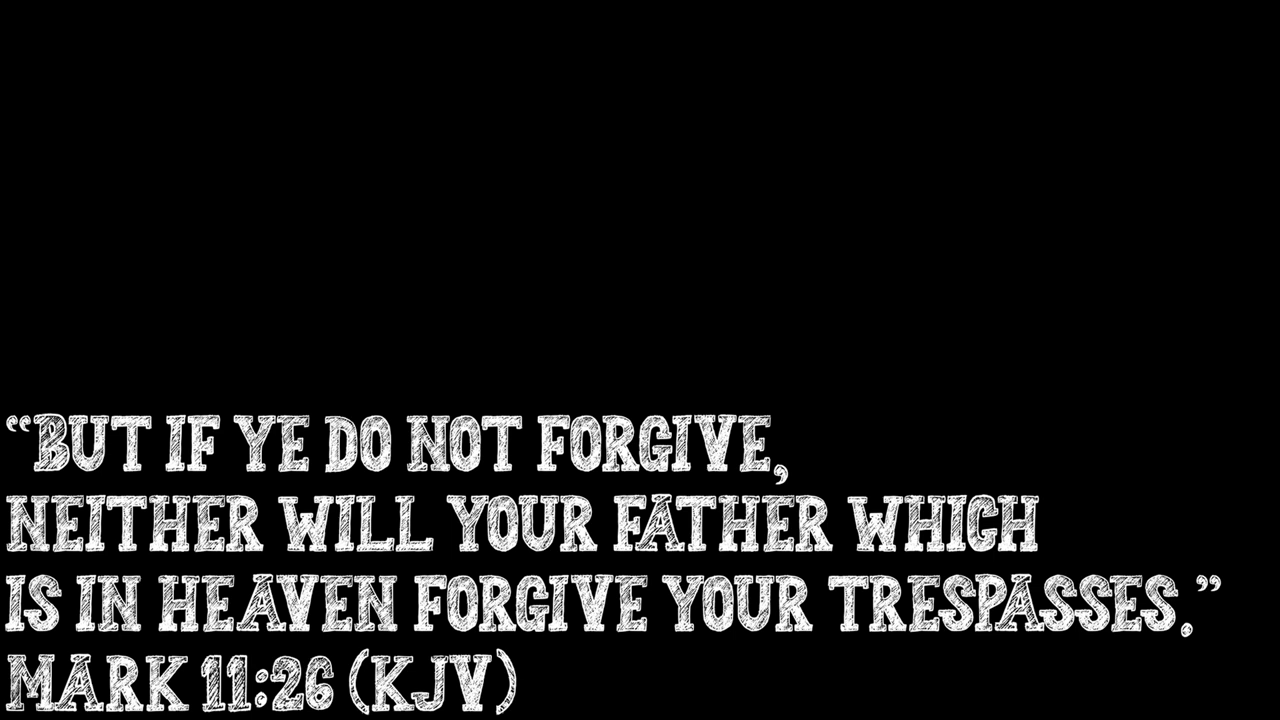 “BUT IF YE DO NOT FORGIVE,
NEITHER WILL YOUR FATHER WHICH
IS IN HEAVEN FORGIVE YOUR TRESPASSES.”
MARK 11:26 (KJV)